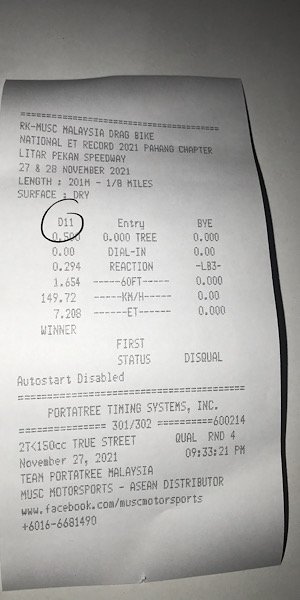 RK-MUSC MALAYSIA DRAG BIKE
NATIONAL ET RECORD 2021 PAHANG CHAPTER
LITAR PEKAN SPEEDWAY
27 & 28 NOVEMBER 2021
LENGTH : 201M - 1/8 MILES
SURFACE : DRY
D11 Entry BYE
0.500 0.000 TREE 0.000
0.00 DIAL-IN 0.00
0.294 REACTION -LB3-
1.654 ------60FT------ 0.000
149.72 ------KM/H----- 0.00
7.208 ------ET------ 0.000
WINNER
FIRST
STATUS DISQUAL
Autostart Disabled
PORTATREE TIMING SYSTEMS, INC.
=============== 301/302 ==========600214
2T<150cc TRUE STREET QUAL RND 4
November 27, 2021 09:33:21 PM
TEAM PORTATREE MALAYSIA
MUSC MOTORSPORTS - ASEAN DISTRIBUTOR
www.facebook.com/muscmotorsports
+6016-6681490